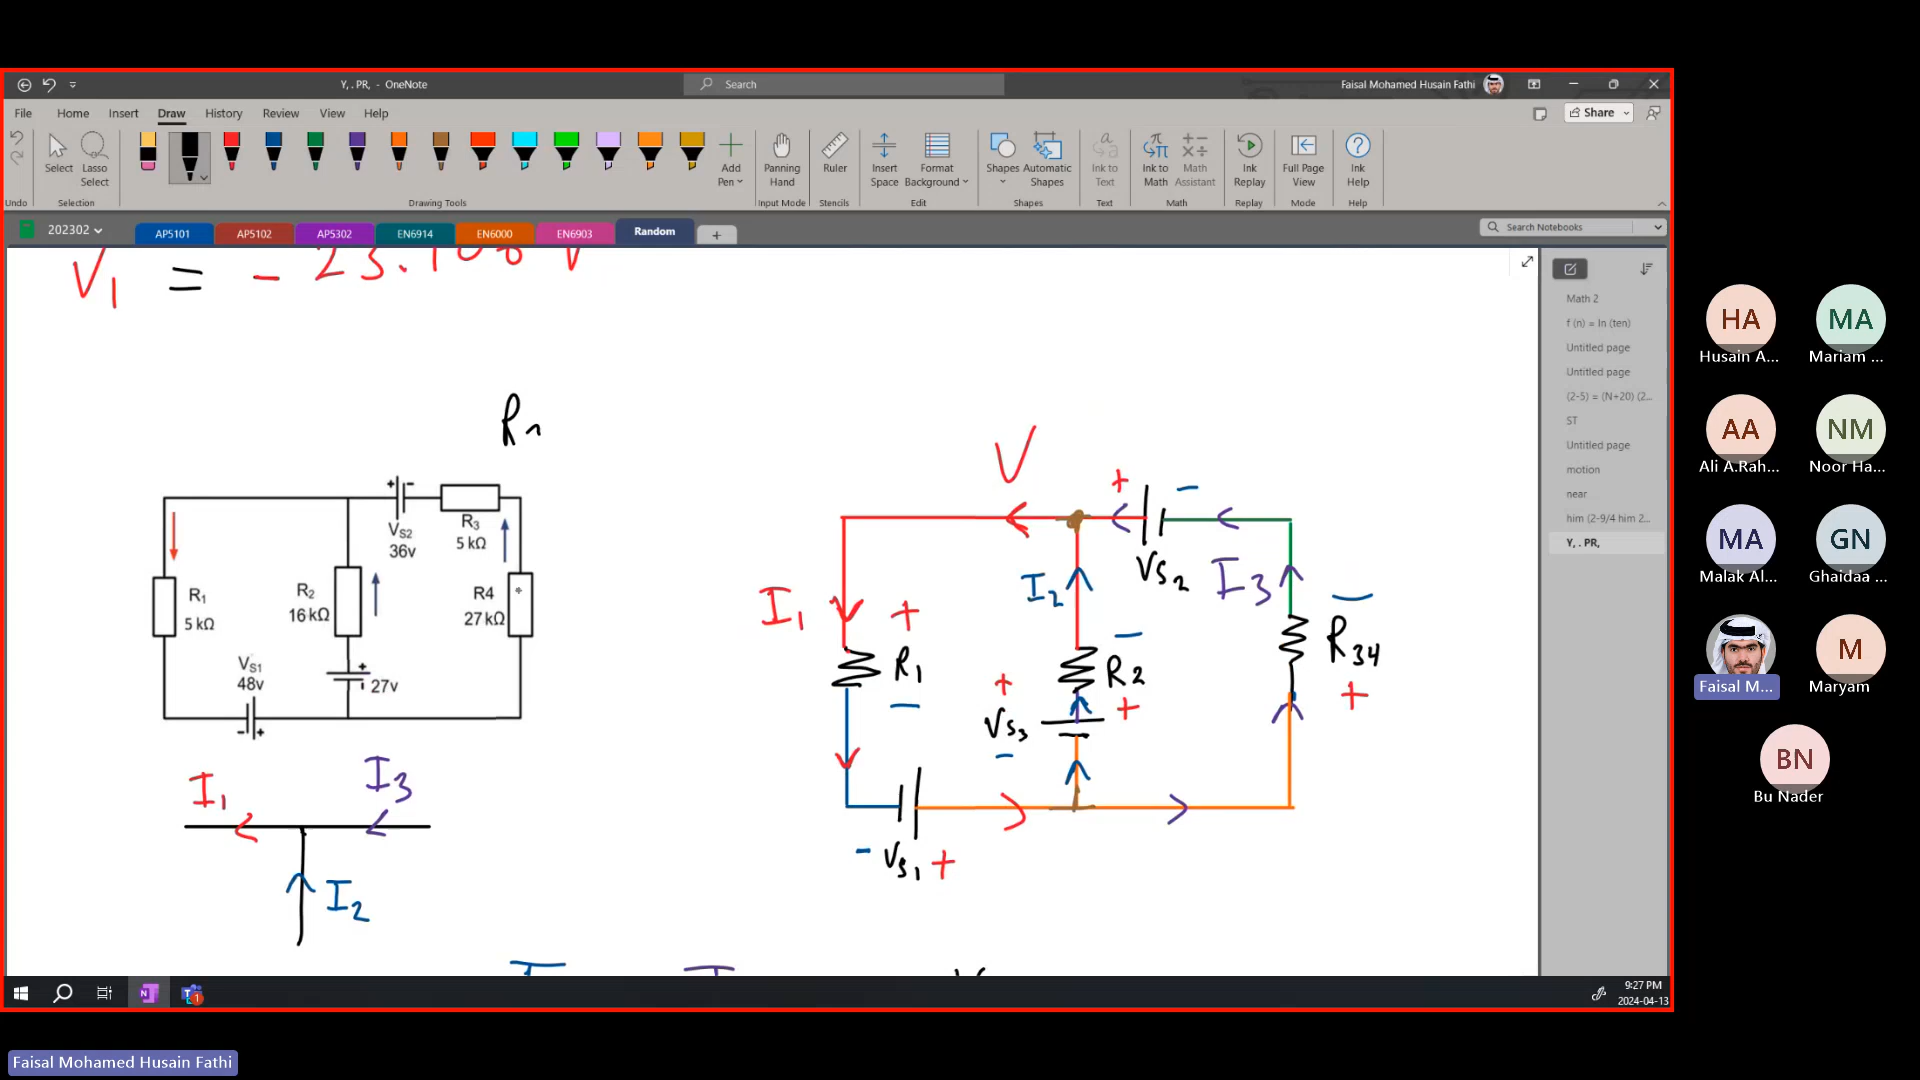 Y, . PR, - OneNote
Search
Faisal Mohamed Husain Fathi
File Home Insert Draw History Review View Help
Share
Undo
Select
Lasso Select
Selection
Drawing Tools
Add Pen
Panning Hand
Input Mode
Ruler
Stencils
Insert Space
Format Background
Edit
Shapes
Automatic Shapes
Shapes
Ink to Text
Text
Ink to Math
Math Assistant
Math
Ink Replay
Replay
Full Page View
Mode
Ink Help
Help
202302
AP5101 AP5102 AP5302 EN6914 EN6000 EN6903 Random +
Search Notebooks
Math 2
f (n) = ln (ten)
Untitled page
Untitled page
(2-5) = (N+20) (2...
ST
Untitled page
motion
near
him (2-9/4 him 2...
Y, . PR,
V1 =
R
+ -
VS2
36v
R3
5 kΩ
R1
5 kΩ
R2
16 kΩ
R4
27 kΩ
+
27v
VS1
48v
- +
I1 I3
I2
V
+ -
VS2
I1 +
R1
-
I2
-
R2
+
+
VS3
-
I3
-
R34
+
- VS1 +
HA
Husain A...
MA
Mariam ...
AA
Ali A.Rah...
NM
Noor Ha...
MA
Malak Al...
GN
Ghaidaa ...
Faisal M...
M
Maryam
BN
Bu Nader
9:27 PM
2024-04-13
Faisal Mohamed Husain Fathi